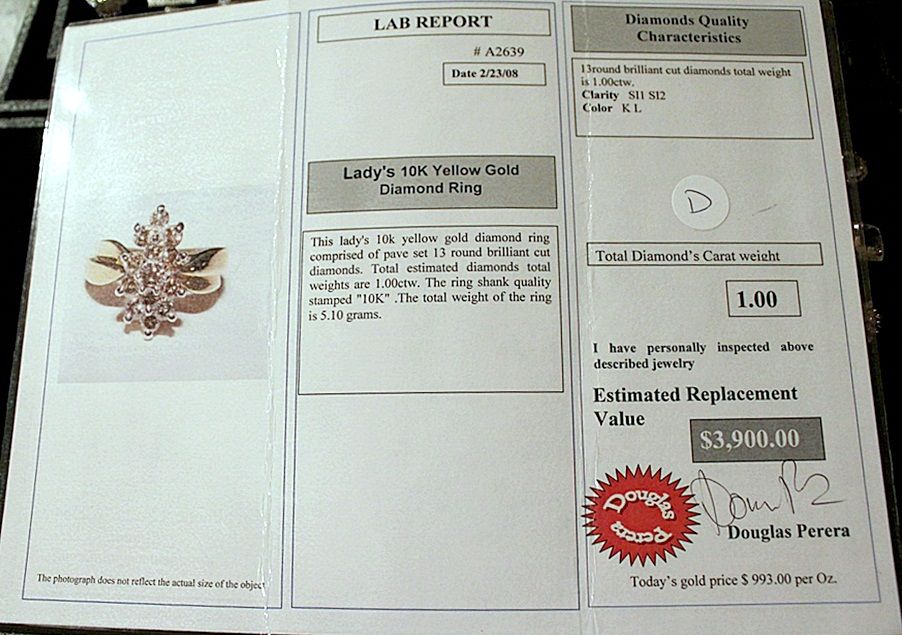 The photograph does not reflect the actual size of the object
LAB REPORT
# A2639
Date 2/23/08
Lady's 10K Yellow Gold
Diamond Ring
This lady's 10k yellow gold diamond ring
comprised of pave set 13 round brilliant cut
diamonds. Total estimated diamonds total
weights are 1.00ctw. The ring shank quality
stamped "10K" .The total weight of the ring
is 5.10 grams.
Diamonds Quality
Characteristics
13round brilliant cut diamonds total weight
is 1.00ctw.
Clarity SI1 SI2
Color K L
D
Total Diamond's Carat weight
1.00
I have personally inspected above
described jewelry
Estimated Replacement
Value
$3,900.00
Douglas
Perera
Douglas Perera
Today's gold price $ 993.00 per Oz.